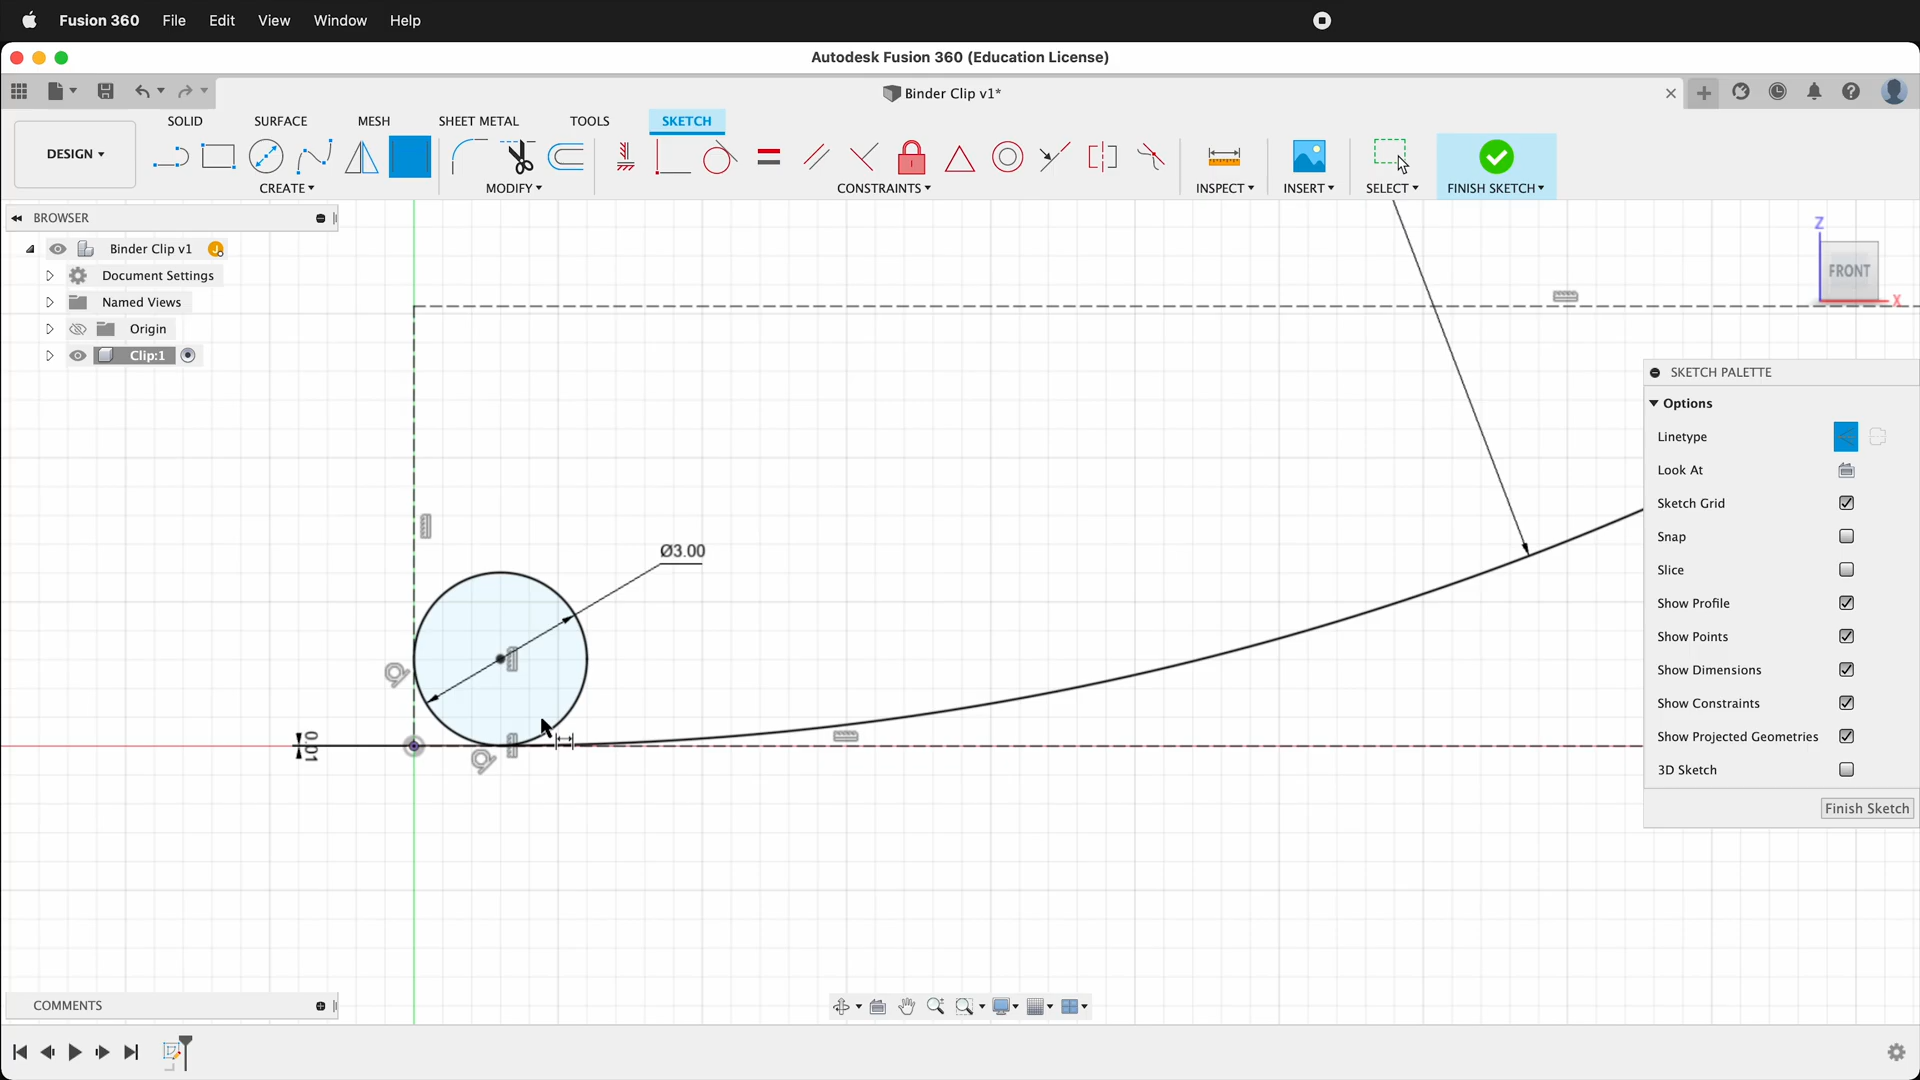 Fusion 360 File Edit View Window Help
Autodesk Fusion 360 (Education License)
Binder Clip v1*
SOLID SURFACE MESH SHEET METAL TOOLS SKETCH
DESIGN
CREATE MODIFY CONSTRAINTS INSPECT INSERT SELECT FINISH SKETCH
BROWSER
Binder Clip v1
Document Settings
Named Views
Origin
Clip:1
Z
FRONT
X
SKETCH PALETTE
Options
Linetype
Look At
Sketch Grid
Snap
Slice
Show Profile
Show Points
Show Dimensions
Show Constraints
Show Projected Geometries
3D Sketch
Finish Sketch
Ø3.00
0.01
COMMENTS